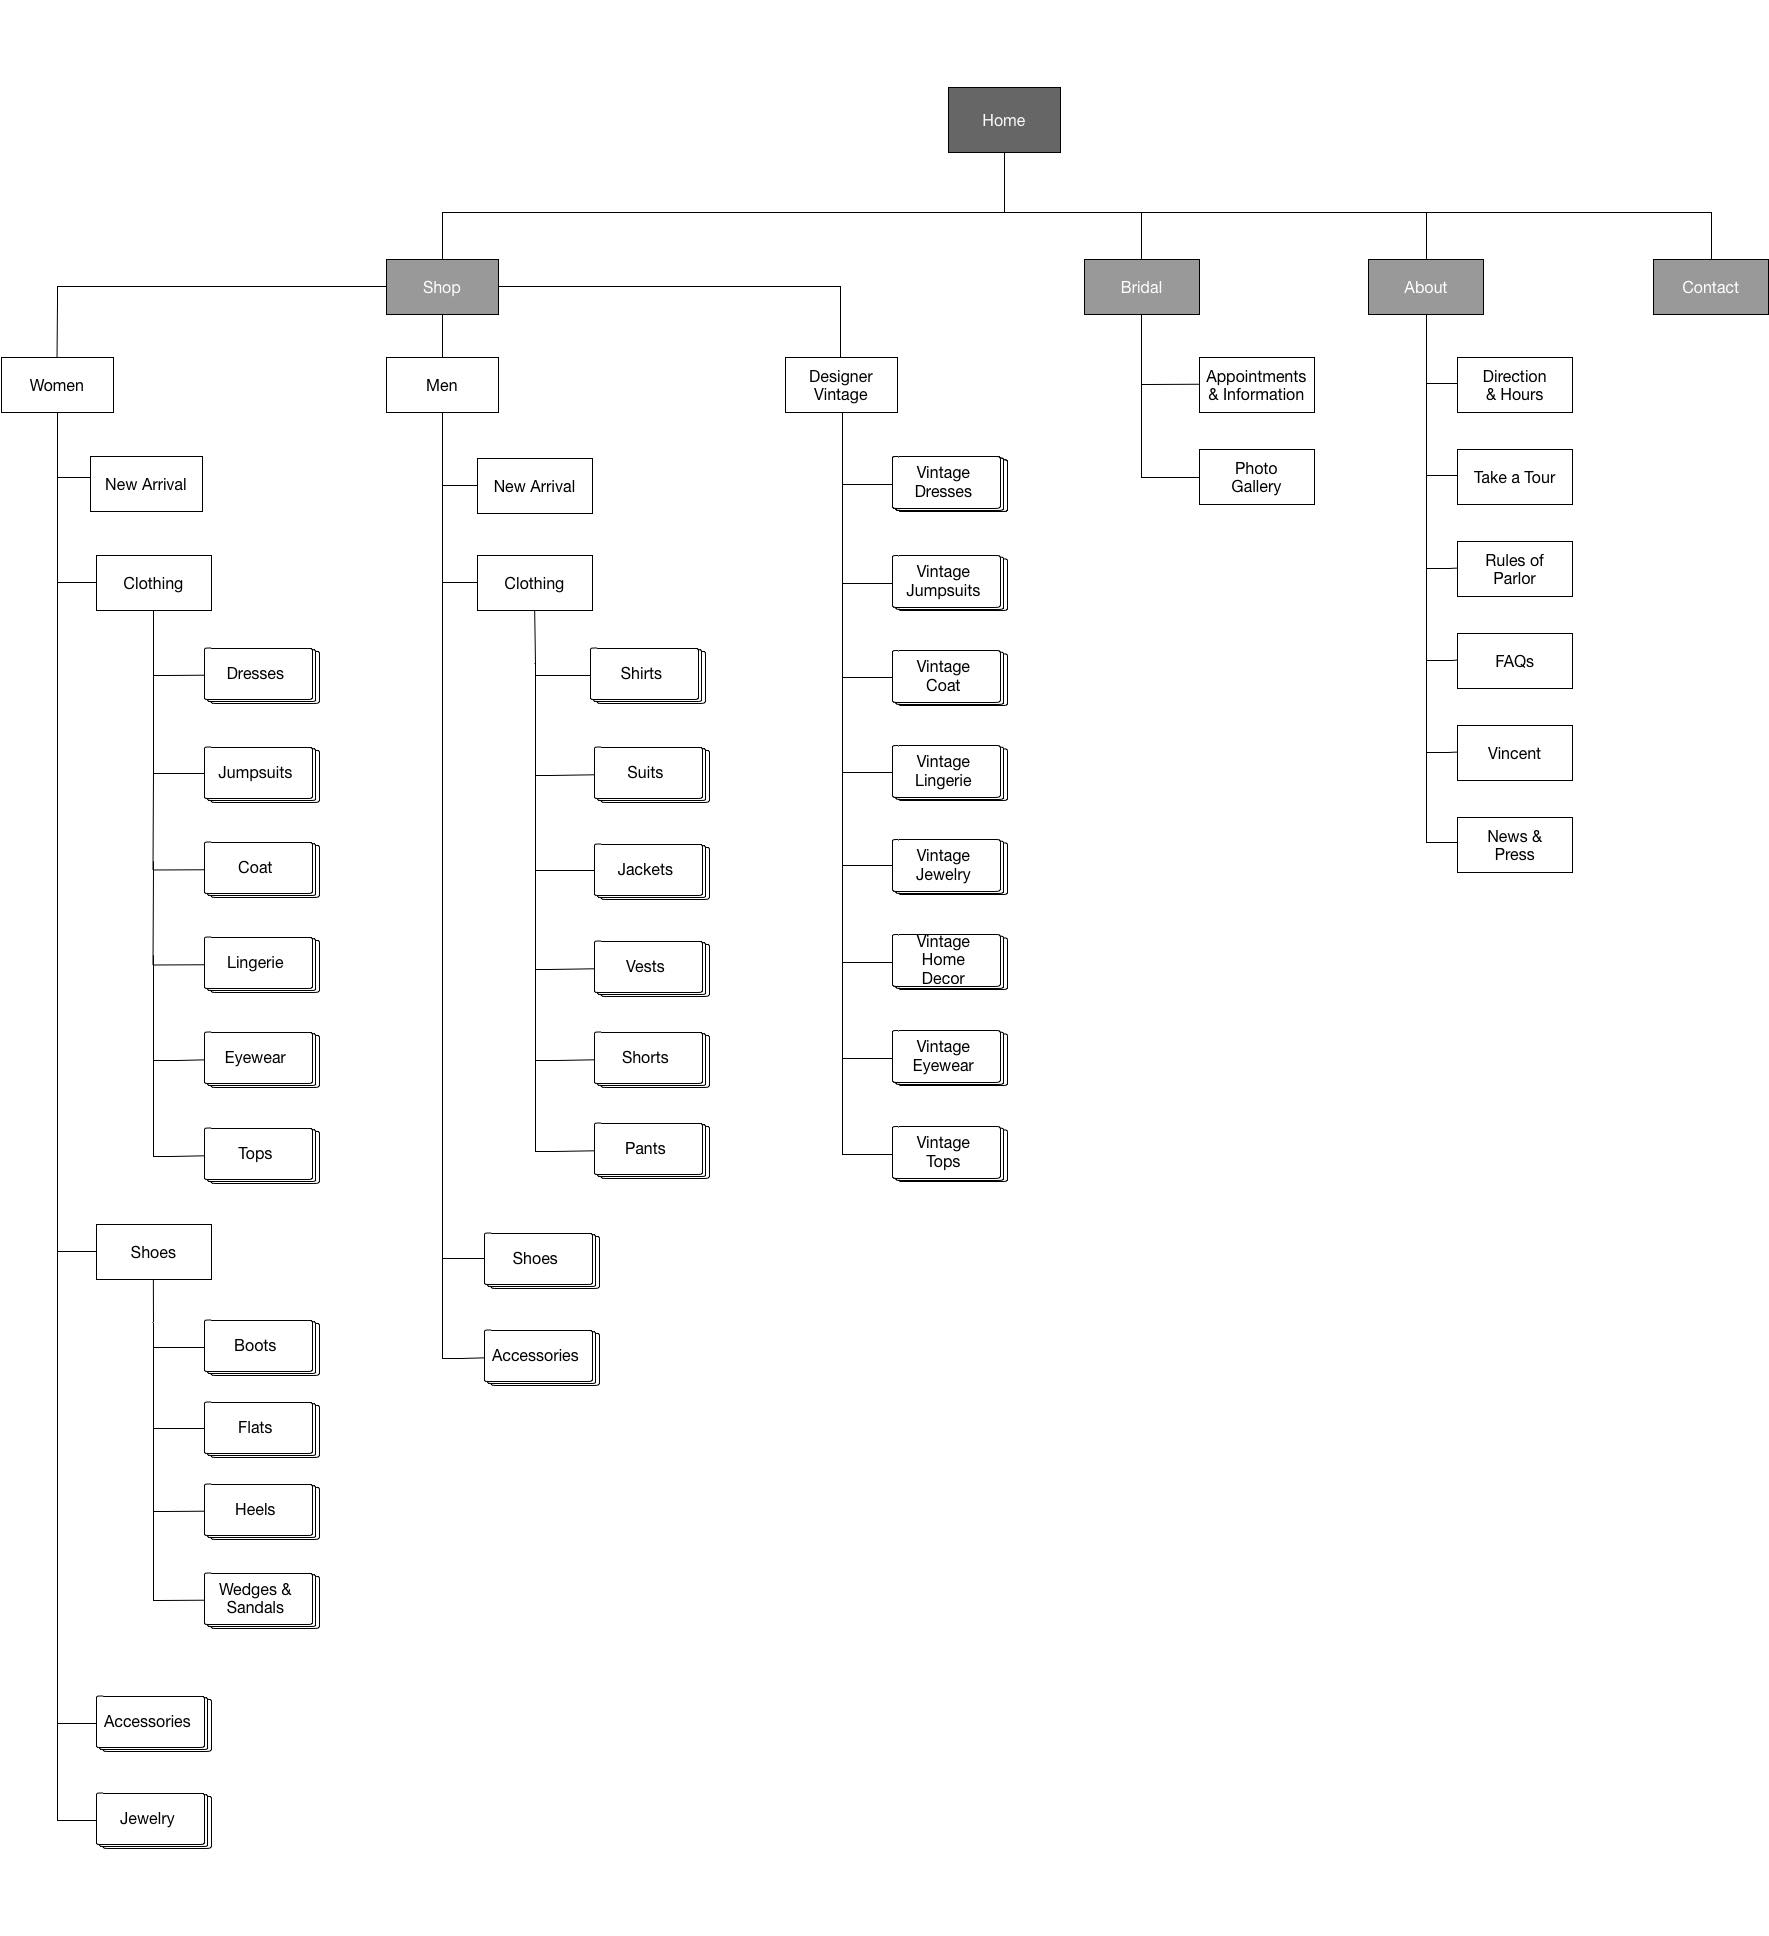 Home
Shop
Bridal
About
Contact
Women
New Arrival
Clothing
Dresses
Jumpsuits
Coat
Lingerie
Eyewear
Tops
Shoes
Boots
Flats
Heels
Wedges &
Sandals
Accessories
Jewelry
Men
New Arrival
Clothing
Shirts
Suits
Jackets
Vests
Shorts
Pants
Shoes
Accessories
Designer
Vintage
Vintage
Dresses
Vintage
Jumpsuits
Vintage
Coat
Vintage
Lingerie
Vintage
Jewelry
Vintage
Home
Decor
Vintage
Eyewear
Vintage
Tops
Appointments
& Information
Photo
Gallery
Direction
& Hours
Take a Tour
Rules of
Parlor
FAQs
Vincent
News &
Press